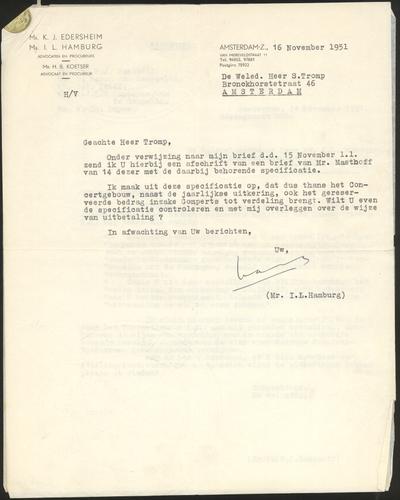 Mr. K. J. EDERSHEIM
Mr. I. L. HAMBURG
ADVOCATEN EN PROCUREURS
Mr. H. B. KOETSER
ADVOCAAT EN PROCUREUR
H/V
AMSTERDAM-Z., 16 November 1951
VAN MIEREVELDSTRAAT 11
Postgiro 78922
De Weled. Heer S.Tromp
Bronckhorststraat 46
AMSTERDAM
Geachte Heer Tromp,
Onder verwijzing naar mijn brief d.d. 15 November l.l.
zend ik U hierbij een afschrift van een brief van Mr. Masthoff
van 14 dezer met de daarbij behorende specificatie.
Ik maak uit deze specificatie op, dat dus thans het Con-
certgebouw, naast de jaarlijkse uitkering, ook het gereser-
veerde bedrag inzake Gomperts tot verdeling brengt. Wilt U even
de specificatie controleren en met mij overleggen over de wijze
van uitbetaling ?
In afwachting van Uw berichten,
Uw,
(Mr. I.L.Hamburg)